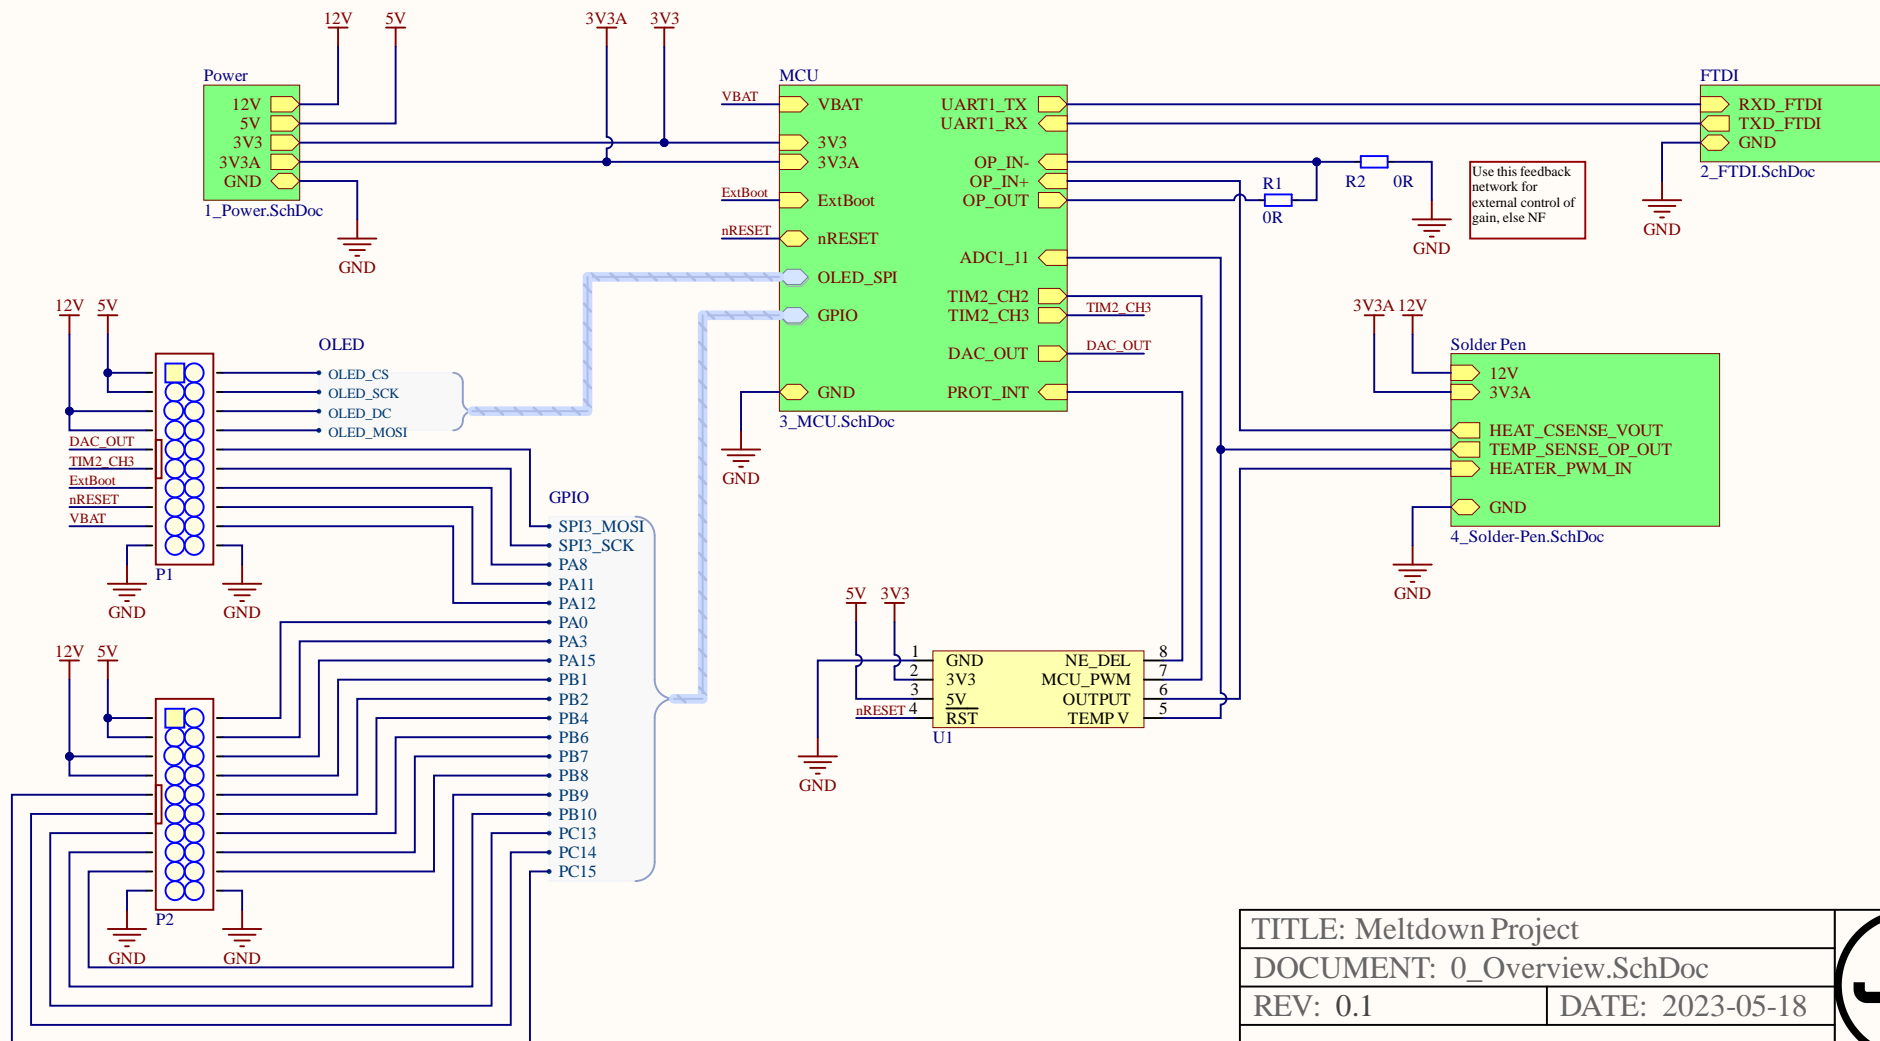 12V
5V
3V3A
3V3
Power
12V
5V
3V3
3V3A
GND
1_Power.SchDoc
GND
MCU
VBAT
VBAT
3V3
3V3A
ExtBoot
ExtBoot
nRESET
nRESET
OLED_SPI
GPIO
GND
UART1_TX
UART1_RX
OP_IN-
OP_IN+
OP_OUT
ADC1_11
TIM2_CH2
TIM2_CH3
TIM2_CH3
DAC_OUT
DAC_OUT
PROT_INT
3_MCU.SchDoc
GND
R1
0R
R2
0R
GND
Use this feedback
network for
external control of
gain, else NF
FTDI
RXD_FTDI
TXD_FTDI
GND
2_FTDI.SchDoc
GND
12V
5V
OLED
OLED_CS
OLED_SCK
OLED_DC
OLED_MOSI
DAC_OUT
TIM2_CH3
ExtBoot
nRESET
VBAT
P1
GND
GND
GPIO
SPI3_MOSI
SPI3_SCK
PA8
PA11
PA12
PA0
PA3
PA15
PB1
PB2
PB4
PB6
PB7
PB8
PB9
PB10
PC13
PC14
PC15
12V
5V
P2
GND
GND
3V3A
12V
Solder Pen
12V
3V3A
HEAT_CSENSE_VOUT
TEMP_SENSE_OP_OUT
HEATER_PWM_IN
GND
4_Solder-Pen.SchDoc
GND
5V
3V3
1
GND
NE_DEL
8
2
3V3
MCU_PWM
7
3
5V
OUTPUT
6
nRESET
4
RST
TEMP V
5
U1
GND
TITLE: Meltdown Project
DOCUMENT: 0_Overview.SchDoc
REV: 0.1
DATE: 2023-05-18